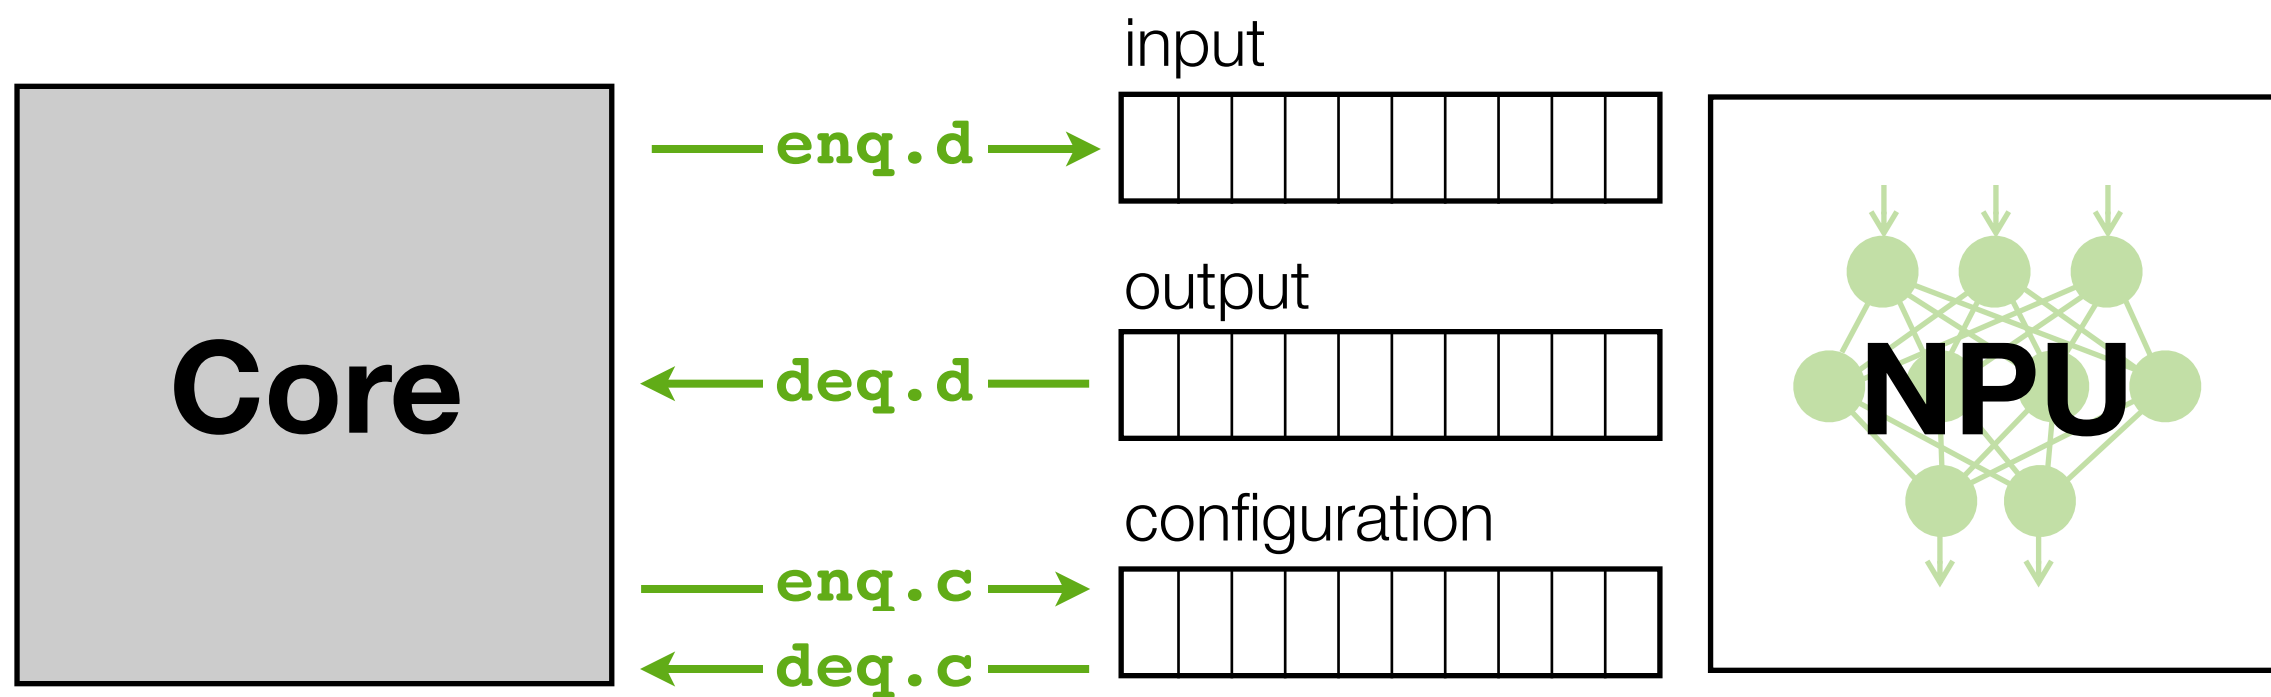 input
enq.d
output
Core
deq.d
NPU
configuration
enq.c
deq.c